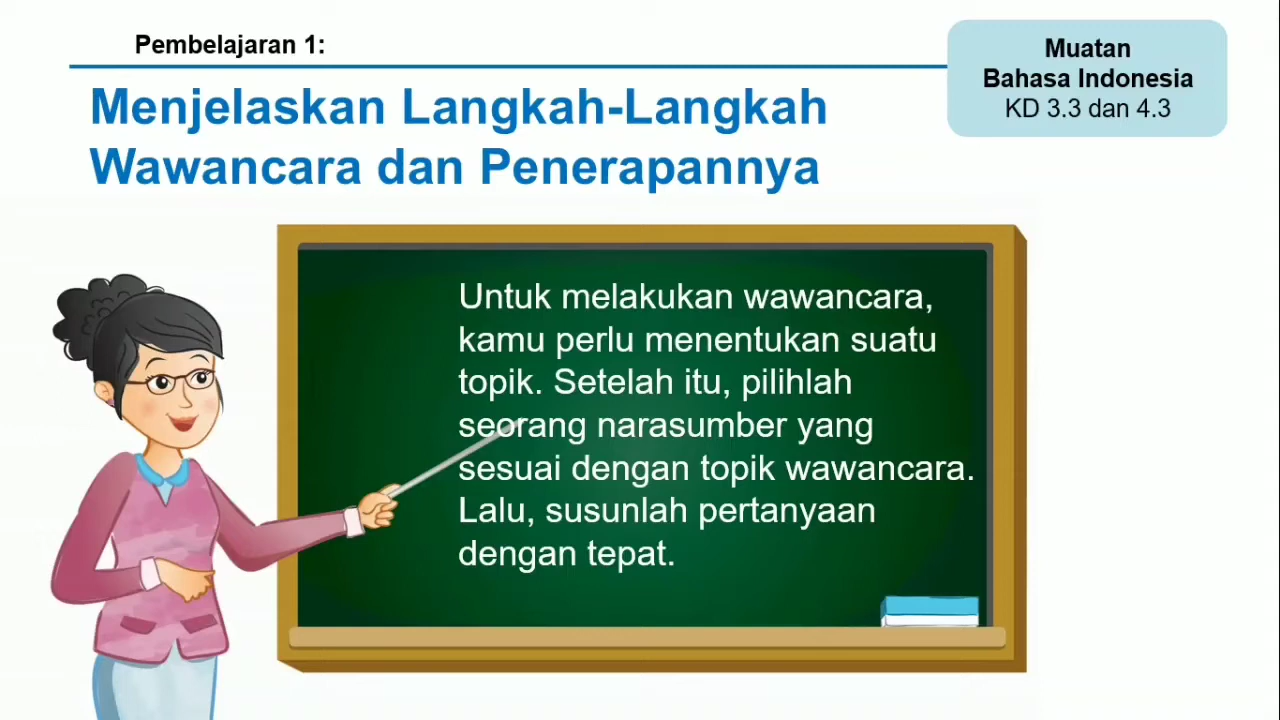 Pembelajaran 1:
Muatan
Bahasa Indonesia
KD 3.3 dan 4.3
Menjelaskan Langkah-Langkah
Wawancara dan Penerapannya
Untuk melakukan wawancara,
kamu perlu menentukan suatu
topik. Setelah itu, pilihlah
seorang narasumber yang
sesuai dengan topik wawancara.
Lalu, susunlah pertanyaan
dengan tepat.